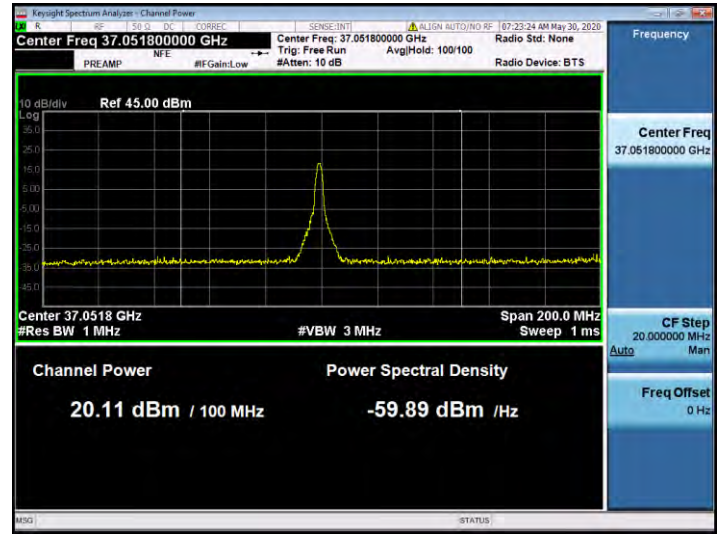 Keysight Spectrum Analyzer - Channel Power
R RF 50 Ω DC CORREC SENSE:INT ALIGN AUTO/NO RF 07:23:24 AM May 30, 2020
Center Freq 37.051800000 GHz
NFE
PREAMP #IFGain:Low
Center Freq: 37.051800000 GHz
Trig: Free Run Avg|Hold: 100/100
#Atten: 10 dB
Radio Std: None
Radio Device: BTS
Frequency
10 dB/div Ref 45.00 dBm
Log
35.0
25.0
15.0
5.00
-5.00
-15.0
-25.0
-35.0
-45.0
Center 37.0518 GHz Span 200.0 MHz
#Res BW 1 MHz #VBW 3 MHz Sweep 1 ms
Channel Power Power Spectral Density
20.11 dBm / 100 MHz -59.89 dBm /Hz
Center Freq
37.051800000 GHz
CF Step
20.000000 MHz
Auto Man
Freq Offset
0 Hz
MSG STATUS